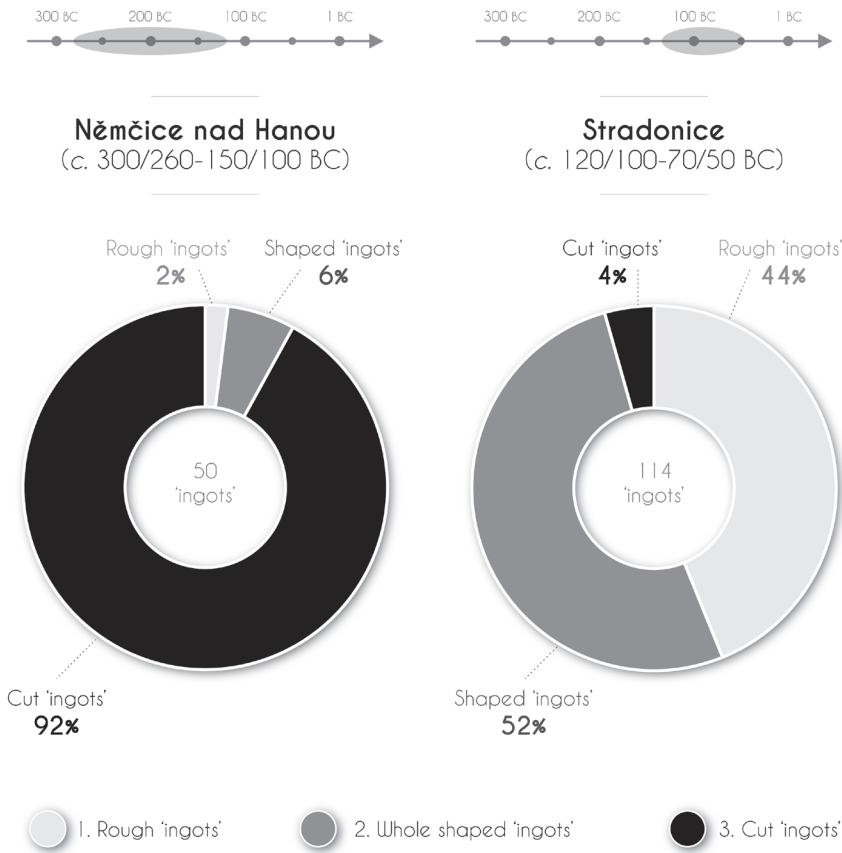 300 BC 200 BC 100 BC 1 BC
Němčice nad Hanou
(c. 300/260-150/100 BC)
Rough ‘ingots’
2%
Shaped ‘ingots’
6%
50
‘ingots’
Cut ‘ingots’
92%
300 BC 200 BC 100 BC 1 BC
Stradonice
(c. 120/100-70/50 BC)
Cut ‘ingots’
4%
Rough ‘ingots’
44%
114
‘ingots’
Shaped ‘ingots’
52%
1. Rough ‘ingots’
2. Whole shaped ‘ingots’
3. Cut ‘ingots’